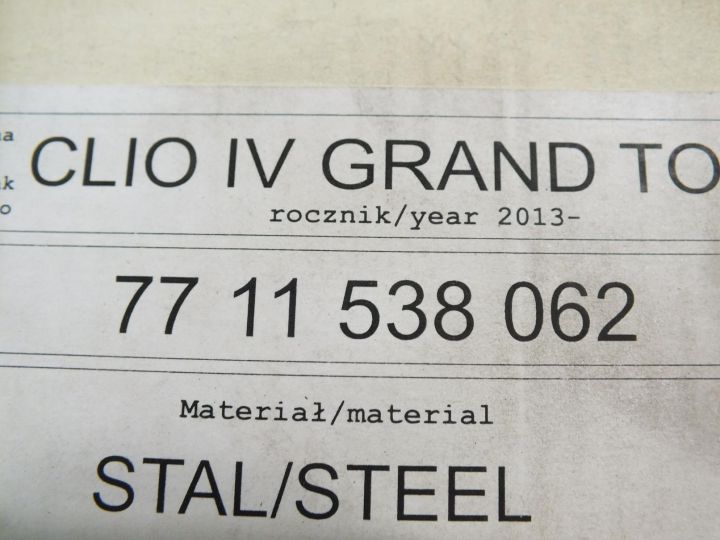 CLIO IV GRAND TO
rocznik/year 2013-
77 11 538 062
Materiał/material
STAL/STEEL